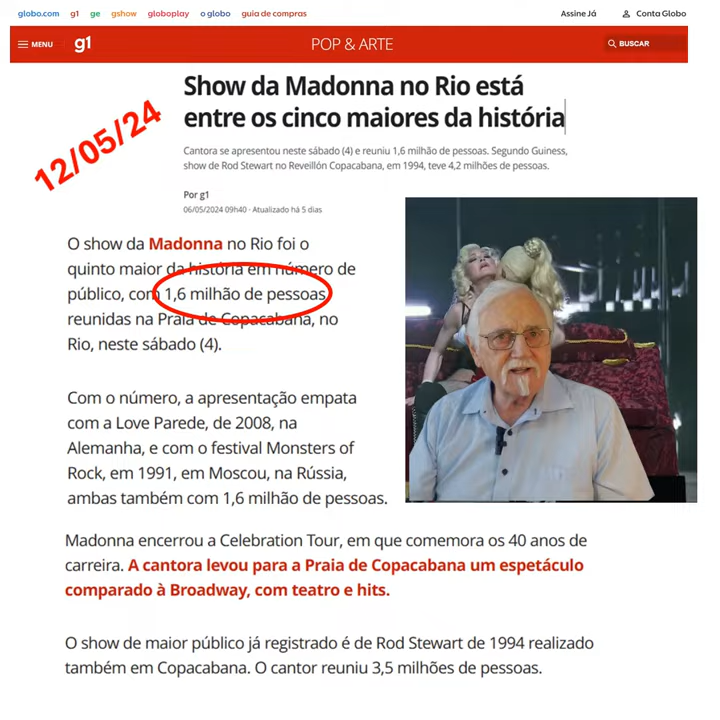 globo.com g1 ge gshow globoplay o globo guia de compras Assine Já Conta Globo
MENU g1 POP & ARTE BUSCAR
12/05/24
Show da Madonna no Rio está
entre os cinco maiores da história
Cantora se apresentou neste sábado (4) e reuniu 1,6 milhão de pessoas. Segundo Guiness,
show de Rod Stewart no Reveillón Copacabana, em 1994, teve 4,2 milhões de pessoas.
Por g1
06/05/2024 09h40 · Atualizado há 5 dias
O show da Madonna no Rio foi o
quinto maior da história em número de
público, com 1,6 milhão de pessoas
reunidas na Praia de Copacabana, no
Rio, neste sábado (4).
Com o número, a apresentação empata
com a Love Parede, de 2008, na
Alemanha, e com o festival Monsters of
Rock, em 1991, em Moscou, na Rússia,
ambas também com 1,6 milhão de pessoas.
Madonna encerrou a Celebration Tour, em que comemora os 40 anos de
carreira. A cantora levou para a Praia de Copacabana um espetáculo
comparado à Broadway, com teatro e hits.
O show de maior público já registrado é de Rod Stewart de 1994 realizado
também em Copacabana. O cantor reuniu 3,5 milhões de pessoas.